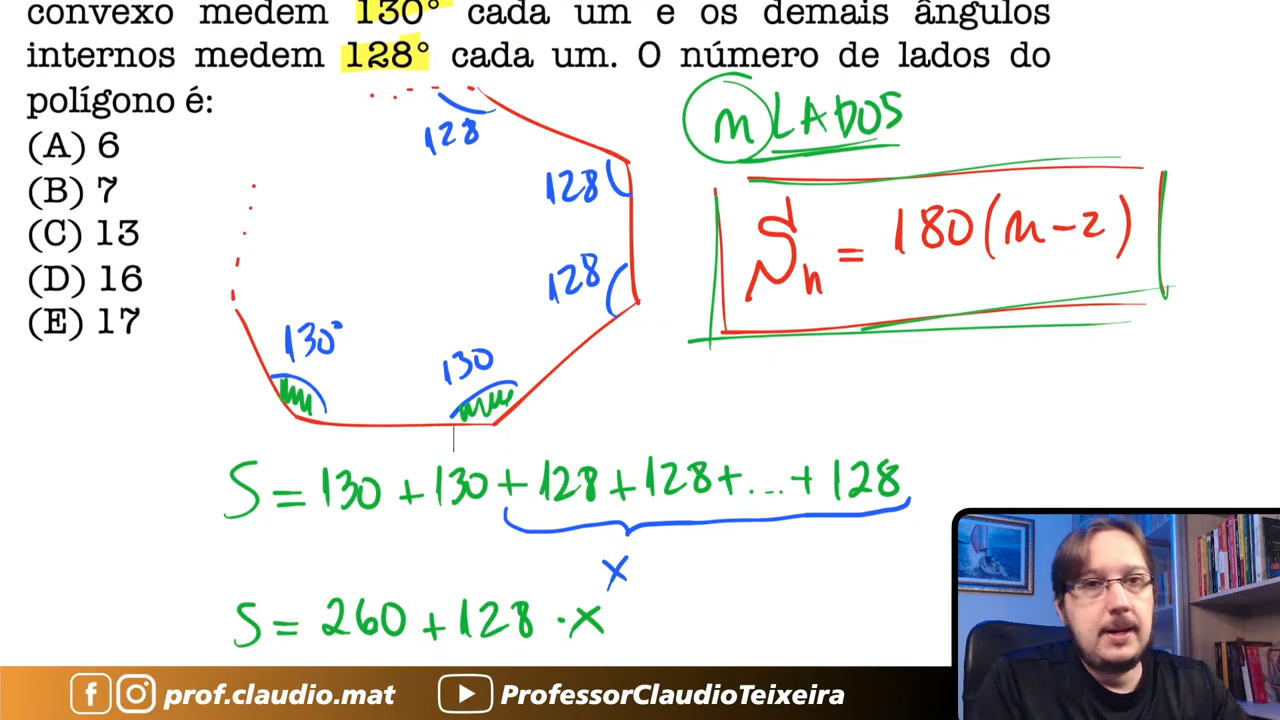 convexo medem 130° cada um e os demais ângulos
internos medem 128° cada um. O número de lados do
polígono é:
(A) 6
(B) 7
(C) 13
(D) 16
(E) 17
128
128
128
130°
130
n LADOS
Sn = 180(n-2)
S = 130 + 130 + 128 + 128 + ... + 128
x
S = 260 + 128 · x
prof.claudio.mat
ProfessorClaudioTeixeira